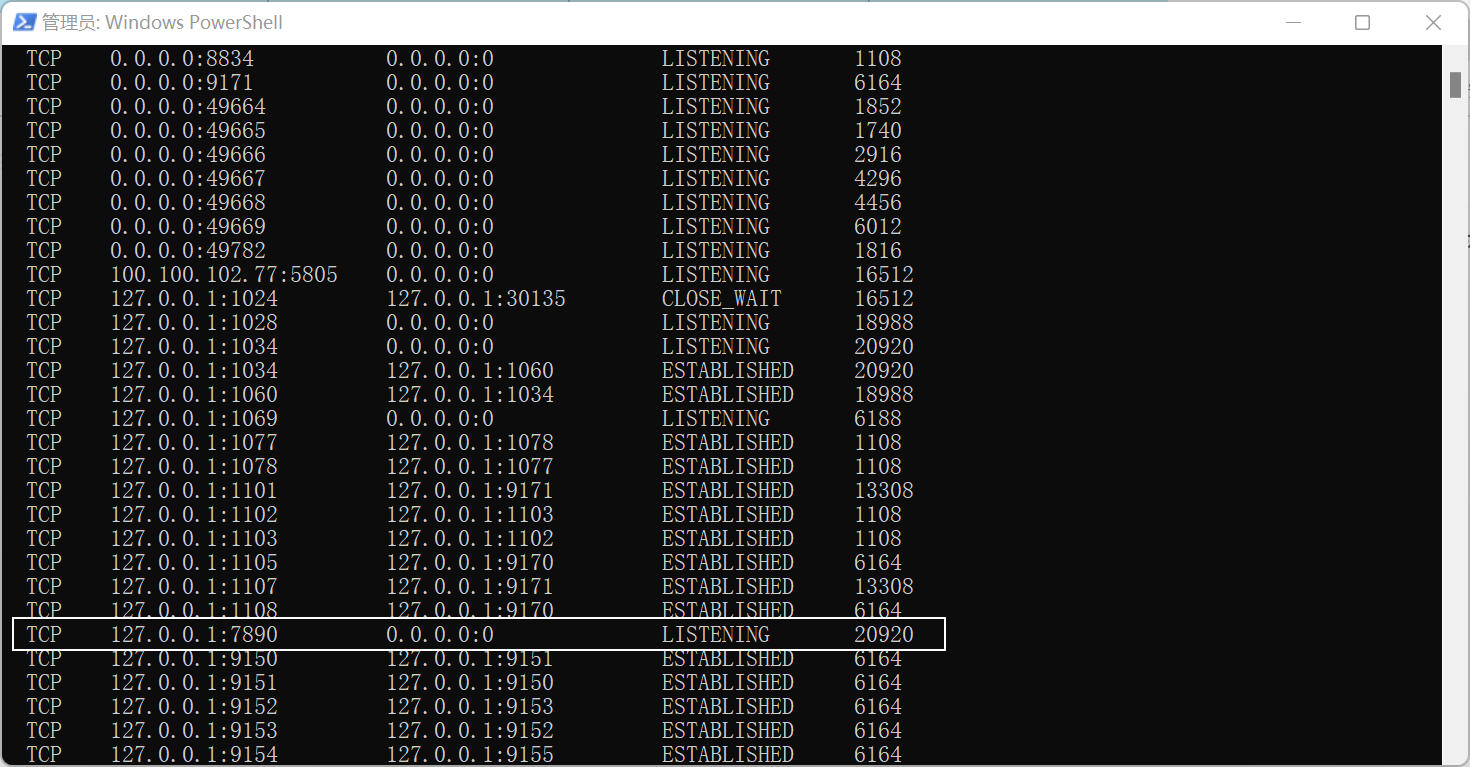 管理员: Windows PowerShell
TCP 0.0.0.0:8834 0.0.0.0:0 LISTENING 1108
TCP 0.0.0.0:9171 0.0.0.0:0 LISTENING 6164
TCP 0.0.0.0:49664 0.0.0.0:0 LISTENING 1852
TCP 0.0.0.0:49665 0.0.0.0:0 LISTENING 1740
TCP 0.0.0.0:49666 0.0.0.0:0 LISTENING 2916
TCP 0.0.0.0:49667 0.0.0.0:0 LISTENING 4296
TCP 0.0.0.0:49668 0.0.0.0:0 LISTENING 4456
TCP 0.0.0.0:49669 0.0.0.0:0 LISTENING 6012
TCP 0.0.0.0:49782 0.0.0.0:0 LISTENING 1816
TCP 100.100.102.77:5805 0.0.0.0:0 LISTENING 16512
TCP 127.0.0.1:1024 127.0.0.1:30135 CLOSE_WAIT 16512
TCP 127.0.0.1:1028 0.0.0.0:0 LISTENING 18988
TCP 127.0.0.1:1034 0.0.0.0:0 LISTENING 20920
TCP 127.0.0.1:1034 127.0.0.1:1060 ESTABLISHED 20920
TCP 127.0.0.1:1060 127.0.0.1:1034 ESTABLISHED 18988
TCP 127.0.0.1:1069 0.0.0.0:0 LISTENING 6188
TCP 127.0.0.1:1077 127.0.0.1:1078 ESTABLISHED 1108
TCP 127.0.0.1:1078 127.0.0.1:1077 ESTABLISHED 1108
TCP 127.0.0.1:1101 127.0.0.1:9171 ESTABLISHED 13308
TCP 127.0.0.1:1102 127.0.0.1:1103 ESTABLISHED 1108
TCP 127.0.0.1:1103 127.0.0.1:1102 ESTABLISHED 1108
TCP 127.0.0.1:1105 127.0.0.1:9170 ESTABLISHED 6164
TCP 127.0.0.1:1107 127.0.0.1:9171 ESTABLISHED 13308
TCP 127.0.0.1:1108 127.0.0.1:9170 ESTABLISHED 6164
TCP 127.0.0.1:7890 0.0.0.0:0 LISTENING 20920
TCP 127.0.0.1:9150 127.0.0.1:9151 ESTABLISHED 6164
TCP 127.0.0.1:9151 127.0.0.1:9150 ESTABLISHED 6164
TCP 127.0.0.1:9152 127.0.0.1:9153 ESTABLISHED 6164
TCP 127.0.0.1:9153 127.0.0.1:9152 ESTABLISHED 6164
TCP 127.0.0.1:9154 127.0.0.1:9155 ESTABLISHED 6164